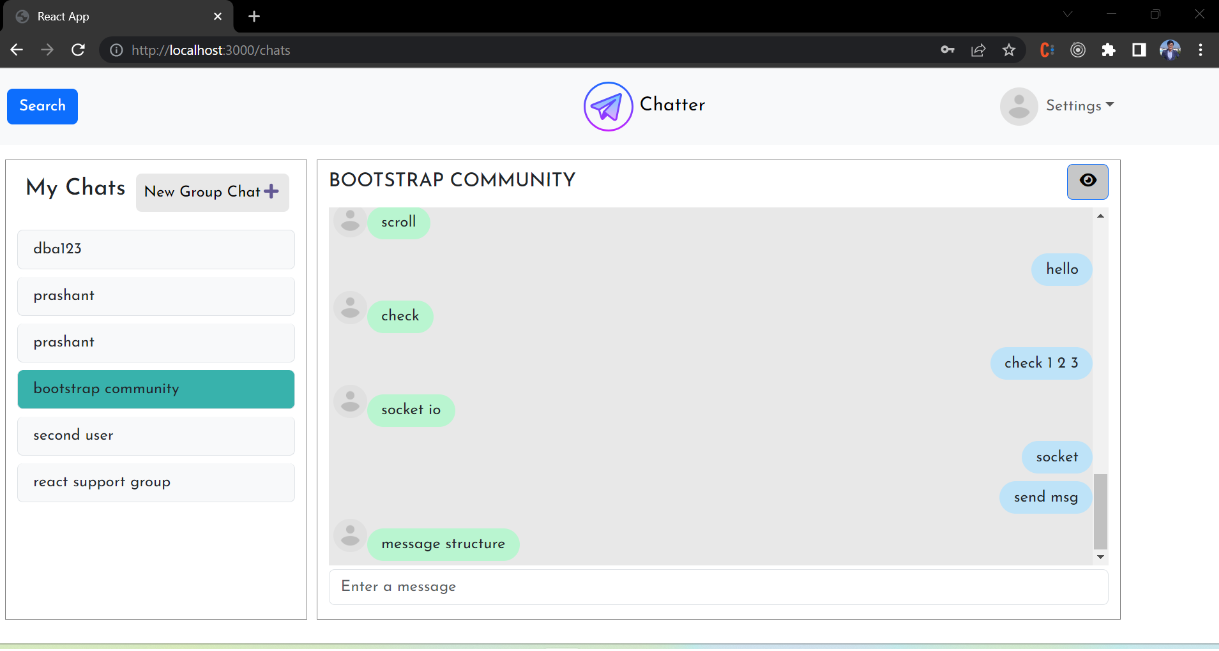 React App
http://localhost:3000/chats
Search
Chatter
Settings
My Chats
New Group Chat
dba123
prashant
prashant
bootstrap community
second user
react support group
BOOTSTRAP COMMUNITY
scroll
hello
check
check 1 2 3
socket io
socket
send msg
message structure
Enter a message